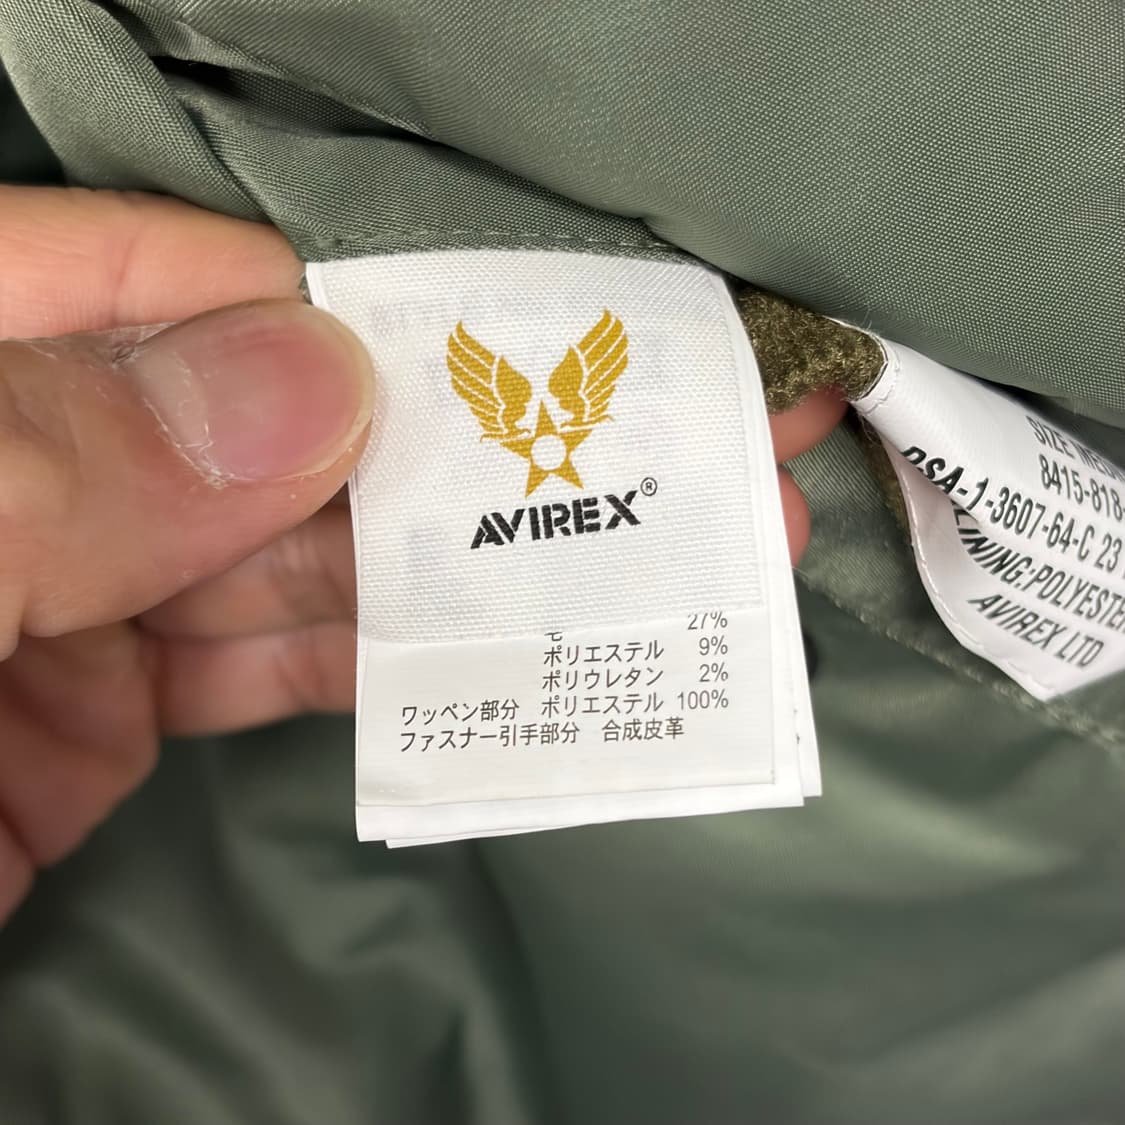 AVIREX®
毛 27%
ポリエステル 9%
ポリウレタン 2%
ワッペン部分 ポリエステル 100%
ファスナー引手部分 合成皮革
SIZE
8415-818-
DSA-1-3607-64-C 23
LINING:POLYESTER
AVIREX LTD